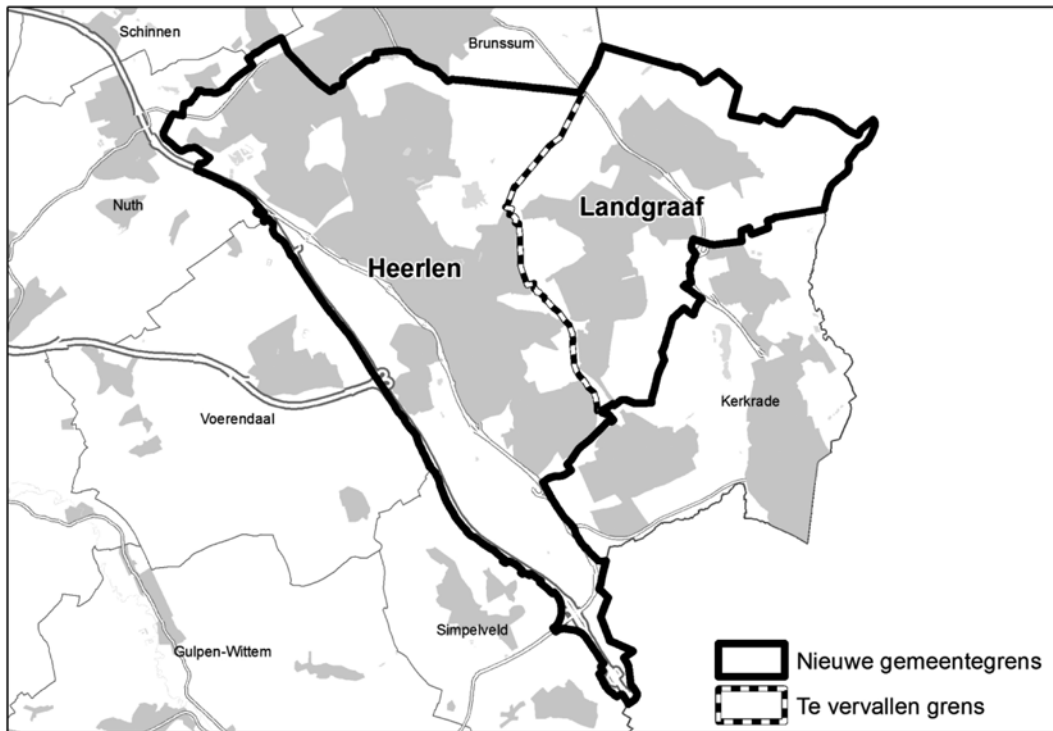 Schinnen
Brunssum
Nuth
Landgraaf
Heerlen
Voerendaal
Kerkrade
Simpelveld
Gulpen-Wittem
Nieuwe gemeentegrens
Te vervallen grens